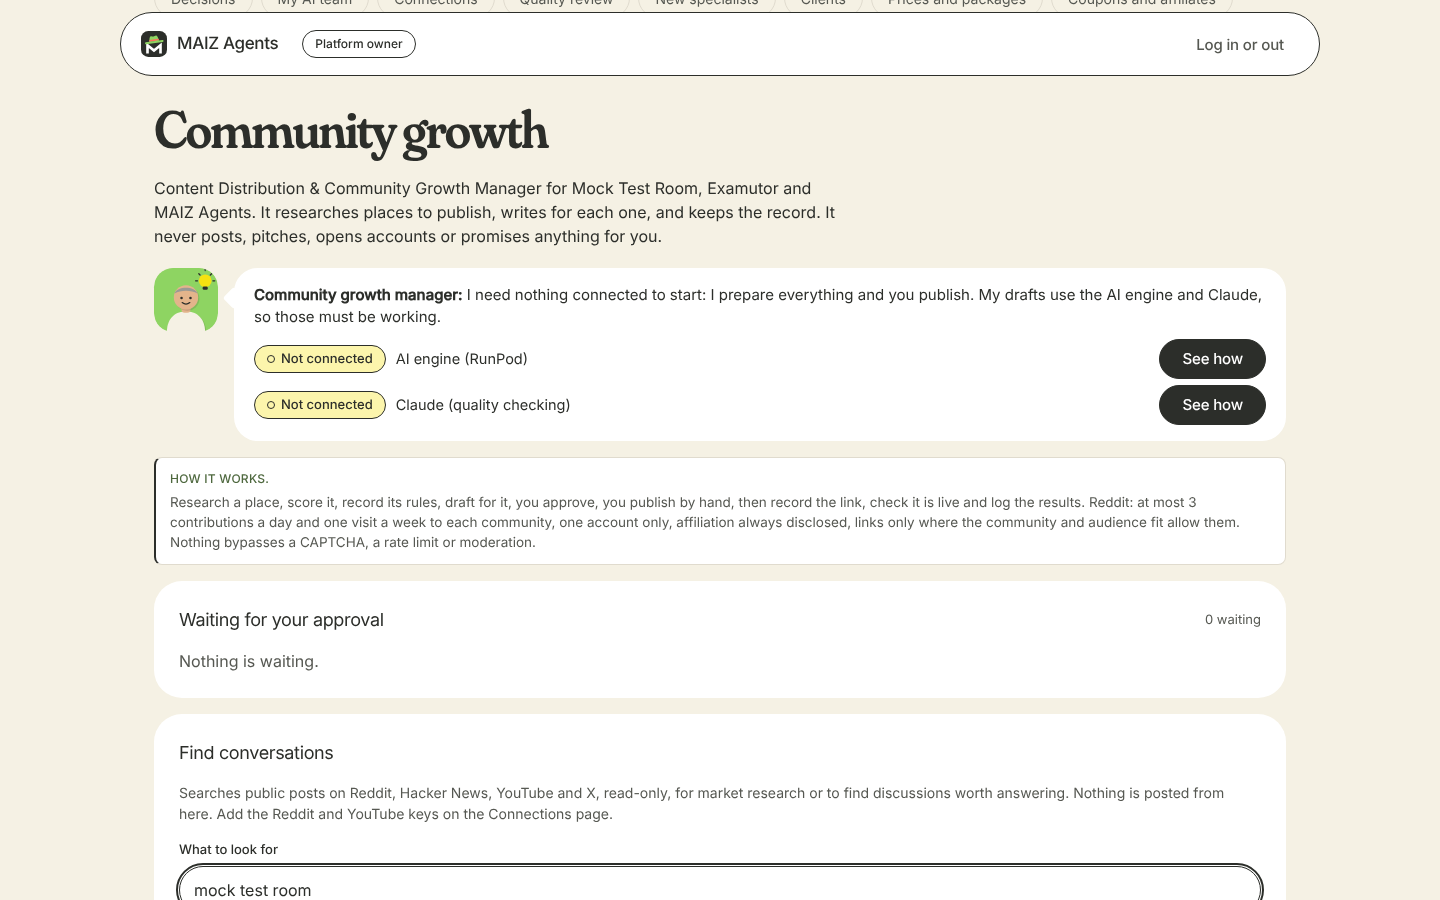 Decisions My AI team Connections Quality review New specialists Clients Prices and packages Coupons and affiliates
MAIZ Agents Platform owner Log in or out
Community growth
Content Distribution & Community Growth Manager for Mock Test Room, Examutor and
MAIZ Agents. It researches places to publish, writes for each one, and keeps the record. It
never posts, pitches, opens accounts or promises anything for you.
Community growth manager: I need nothing connected to start: I prepare everything and you publish. My drafts use the AI engine and Claude,
so those must be working.
Not connected AI engine (RunPod) See how
Not connected Claude (quality checking) See how
HOW IT WORKS.
Research a place, score it, record its rules, draft for it, you approve, you publish by hand, then record the link, check it is live and log the results. Reddit: at most 3
contributions a day and one visit a week to each community, one account only, affiliation always disclosed, links only where the community and audience fit allow them.
Nothing bypasses a CAPTCHA, a rate limit or moderation.
Waiting for your approval 0 waiting
Nothing is waiting.
Find conversations
Searches public posts on Reddit, Hacker News, YouTube and X, read-only, for market research or to find discussions worth answering. Nothing is posted from
here. Add the Reddit and YouTube keys on the Connections page.
What to look for
mock test room